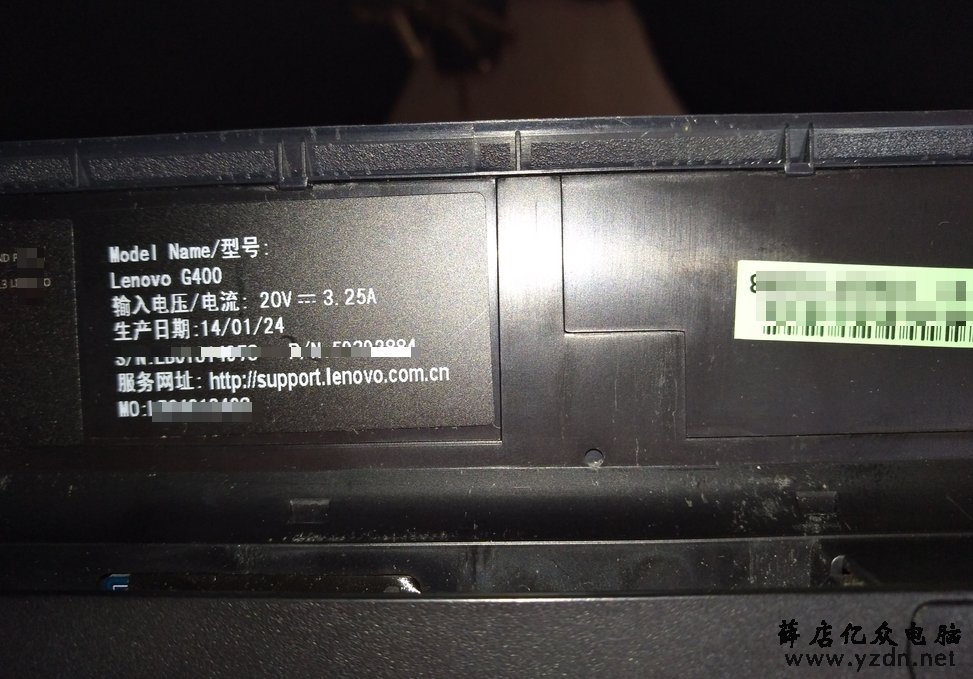 Model Name/型号:
Lenovo G400
输入电压/电流: 20V⎓3.25A
生产日期:14/01/24
服务网址: http://support.lenovo.com.cn
MO:
薛店亿众电脑
www.yzdn.net